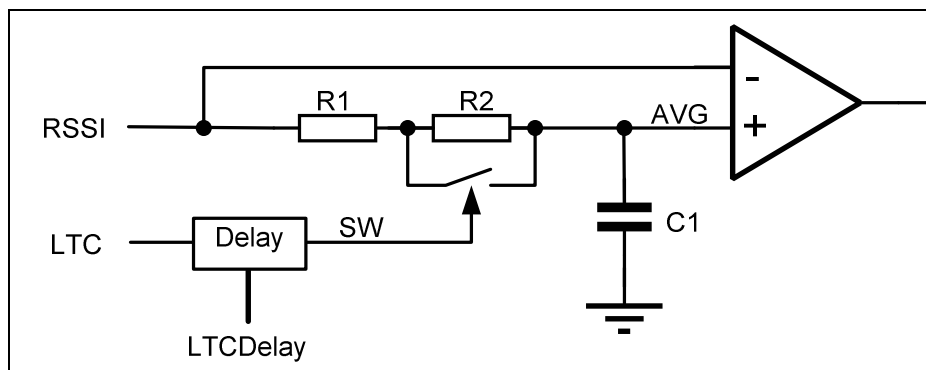 R1
R2
RSSI
AVG
-
+
C1
LTC
Delay
SW
LTCDelay